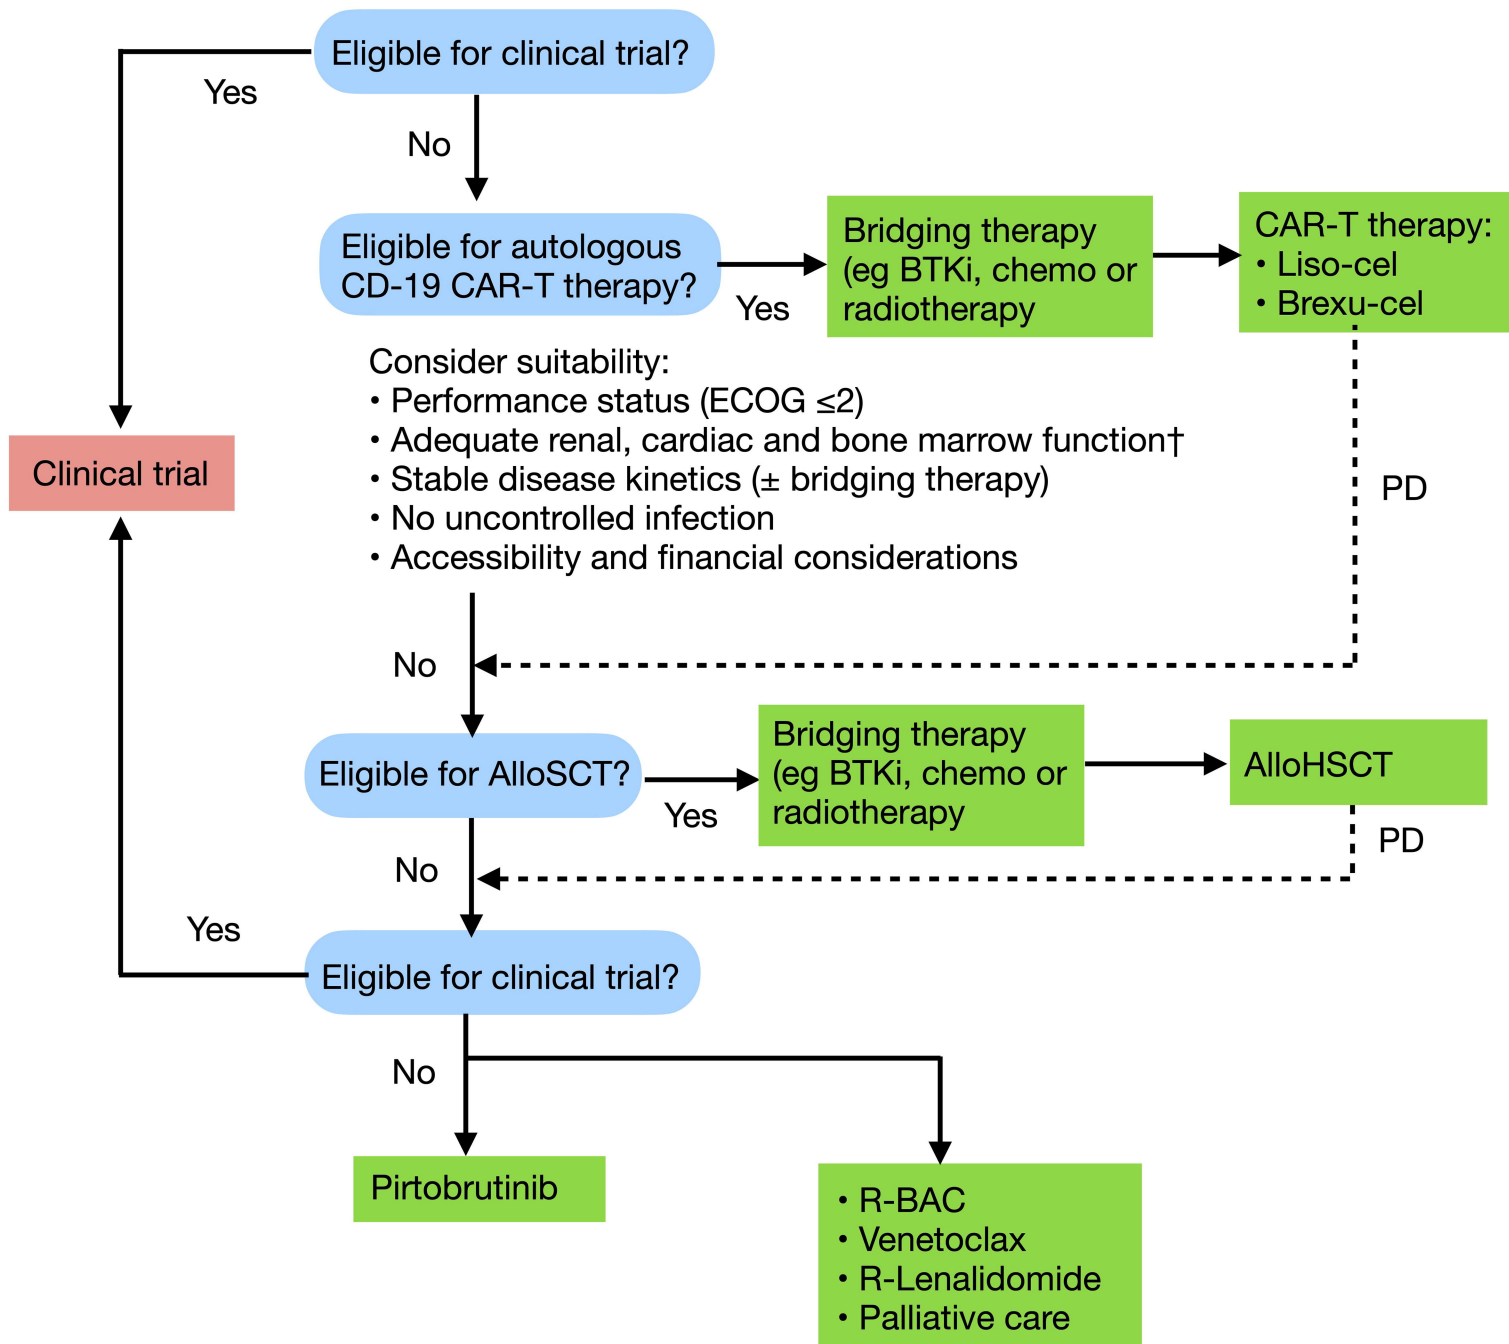 Eligible for clinical trial?
Yes
No
Eligible for autologous
CD-19 CAR-T therapy?
Yes
Bridging therapy
(eg BTKi, chemo or
radiotherapy
CAR-T therapy:
• Liso-cel
• Brexu-cel
Consider suitability:
• Performance status (ECOG ≤2)
• Adequate renal, cardiac and bone marrow function†
• Stable disease kinetics (± bridging therapy)
• No uncontrolled infection
• Accessibility and financial considerations
Clinical trial
PD
No
Eligible for AlloSCT?
Yes
Bridging therapy
(eg BTKi, chemo or
radiotherapy
AlloHSCT
PD
No
Yes
Eligible for clinical trial?
No
Pirtobrutinib
• R-BAC
• Venetoclax
• R-Lenalidomide
• Palliative care